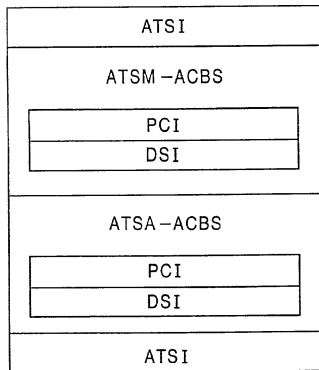 ATSI
ATSM-ACBS
PCI
DSI
ATSA-ACBS
PCI
DSI
ATSI